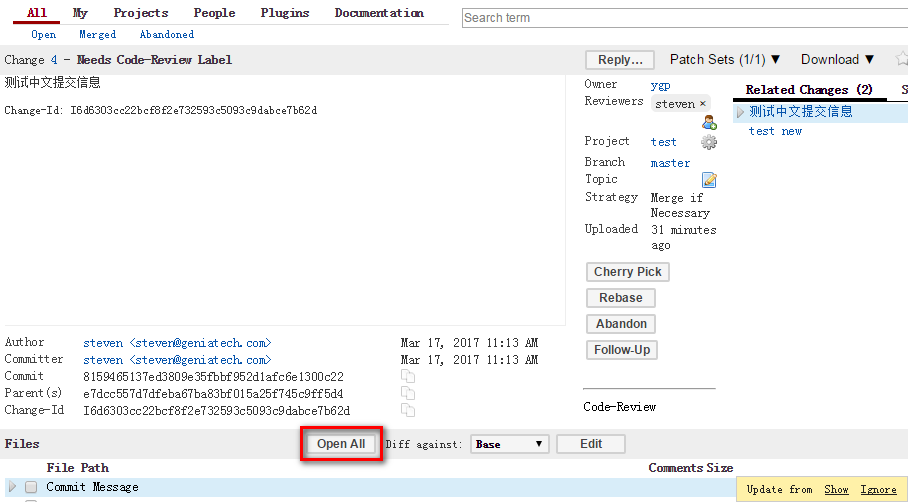 All My Projects People Plugins Documentation
Search term
Open Merged Abandoned
Change 4 - Needs Code-Review Label
Reply... Patch Sets (1/1) ▼ Download ▼
测试中文提交信息
Change-Id: I6d6303cc22bcf8f2e732593c5093c9dabce7b62d
Owner ygp
Reviewers steven ×
Project test
Branch master
Topic
Strategy Merge if
Necessary
Uploaded 31 minutes
ago
Cherry Pick
Rebase
Abandon
Follow-Up
Code-Review
Related Changes (2) S
测试中文提交信息
test new
Author steven <steven@geniatech.com> Mar 17, 2017 11:13 AM
Committer steven <steven@geniatech.com> Mar 17, 2017 11:13 AM
Commit 8159465137ed3809e35fbbf952d1afc6e1300c22
Parent(s) e7dcc557d7dfeba67ba83bf015a25f745c9ff5d4
Change-Id I6d6303cc22bcf8f2e732593c5093c9dabce7b62d
Files Open All Diff against: Base ▼ Edit
File Path Comments Size
Commit Message
Update from Show Ignore